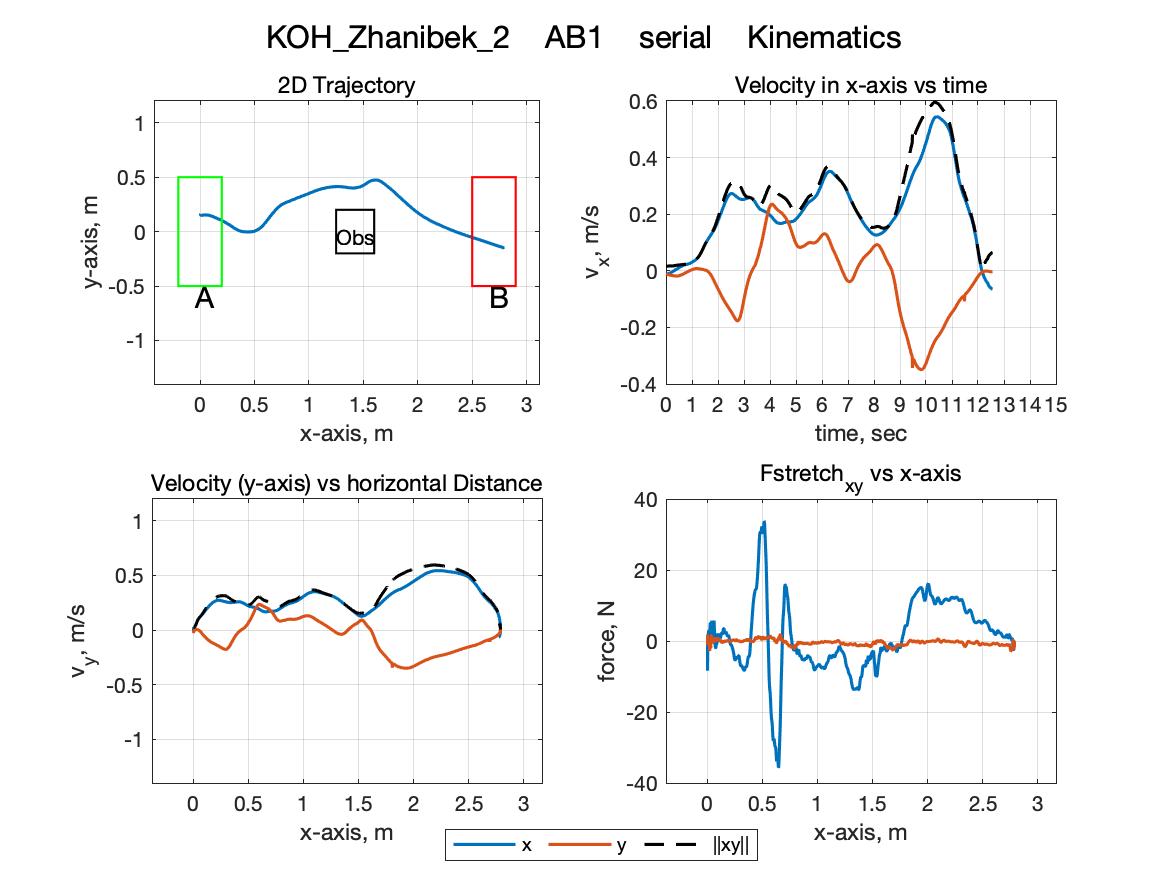 KOH_Zhanibek_2 AB1 serial Kinematics
2D Trajectory
1
0.5
0
-0.5
-1
y-axis, m
A
Obs
B
0 0.5 1 1.5 2 2.5 3
x-axis, m
Velocity in x-axis vs time
0.6
0.4
0.2
0
-0.2
-0.4
v_x, m/s
0 1 2 3 4 5 6 7 8 9 10 11 12 13 14 15
time, sec
Velocity (y-axis) vs horizontal Distance
1
0.5
0
-0.5
-1
v_y, m/s
0 0.5 1 1.5 2 2.5 3
x-axis, m
Fstretch_xy vs x-axis
40
20
0
-20
-40
force, N
0 0.5 1 1.5 2 2.5 3
x-axis, m
x y ||xy||